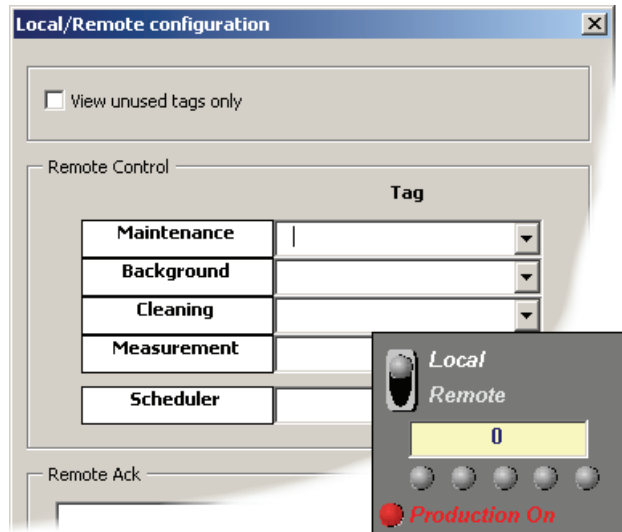 Local/Remote configuration
View unused tags only
Remote Control
Tag
Maintenance
Background
Cleaning
Measurement
Scheduler
Local
Remote
0
Remote Ack
Production On